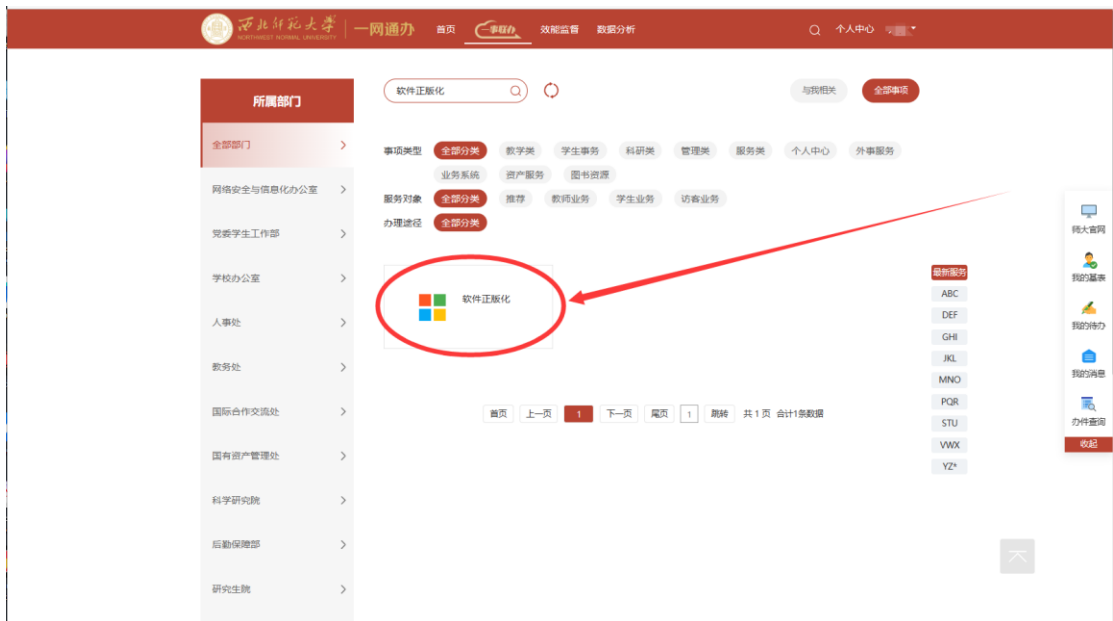 西北师范大学
NORTHWEST NORMAL UNIVERSITY
一网通办 首页 一事联办 效能监督 数据分析 个人中心
所属部门
全部部门
网络安全与信息化办公室
党委学生工作部
学校办公室
人事处
教务处
国际合作交流处
国有资产管理处
科学研究院
后勤保障部
研究生院
软件正版化 与我相关 全部事项
事项类型 全部分类 教学类 学生事务 科研类 管理类 服务类 个人中心 外事服务
业务系统 资产服务 图书资源
服务对象 全部分类 推荐 教师业务 学生业务 访客业务
办理途径 全部分类
软件正版化
首页 上一页 1 下一页 尾页 1 跳转 共 1 页 合计1条数据
最新服务
ABC
DEF
GHI
JKL
MNO
PQR
STU
VWX
YZ*
师大官网
我的基表
我的待办
我的消息
办件查询
收起